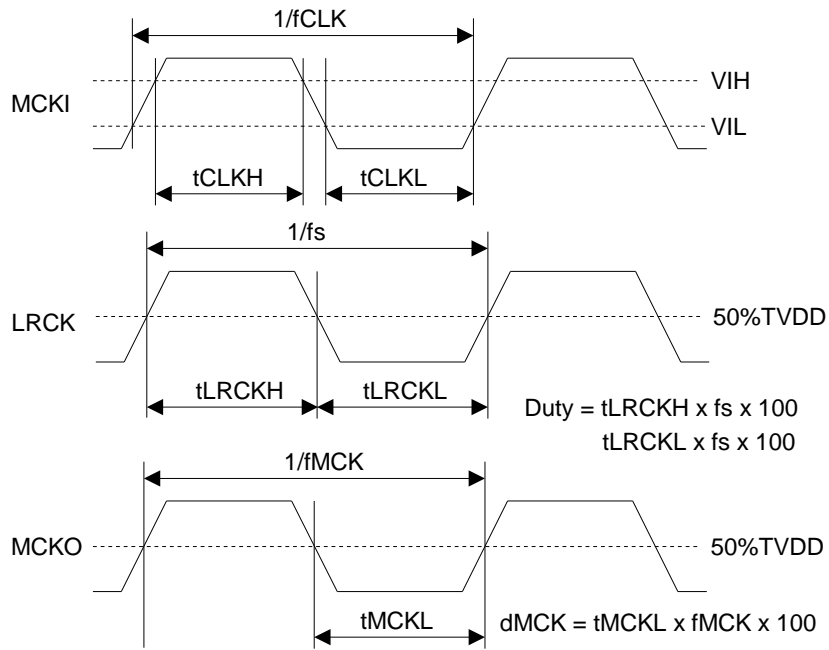 1/fCLK
MCKI
VIH
VIL
tCLKH
tCLKL
1/fs
LRCK
50%TVDD
tLRCKH
tLRCKL
Duty = tLRCKH x fs x 100
tLRCKL x fs x 100
1/fMCK
MCKO
50%TVDD
tMCKL
dMCK = tMCKL x fMCK x 100